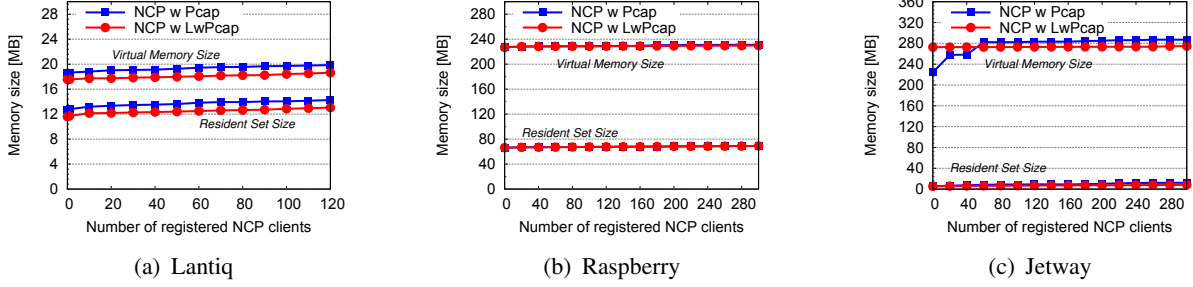 NCP w Pcap
NCP w LwPcap
Virtual Memory Size
Resident Set Size
Memory size [MB]
28
24
20
16
12
8
4
0
0 20 40 60 80 100 120
Number of registered NCP clients
(a) Lantiq
NCP w Pcap
NCP w LwPcap
Virtual Memory Size
Resident Set Size
Memory size [MB]
280
240
200
160
120
80
40
0
0 40 80 120 160 200 240 280
Number of registered NCP clients
(b) Raspberry
NCP w Pcap
NCP w LwPcap
Virtual Memory Size
Resident Set Size
Memory size [MB]
360
320
280
240
200
160
120
80
40
0
0 40 80 120 160 200 240 280
Number of registered NCP clients
(c) Jetway